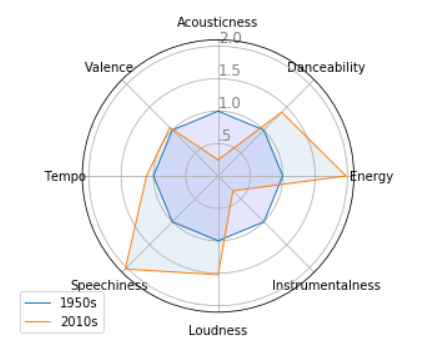 Acousticness
2.0
Valence
Danceability
1.5
1.0
.5
Tempo
Energy
Speechiness
Instrumentalness
1950s
2010s
Loudness